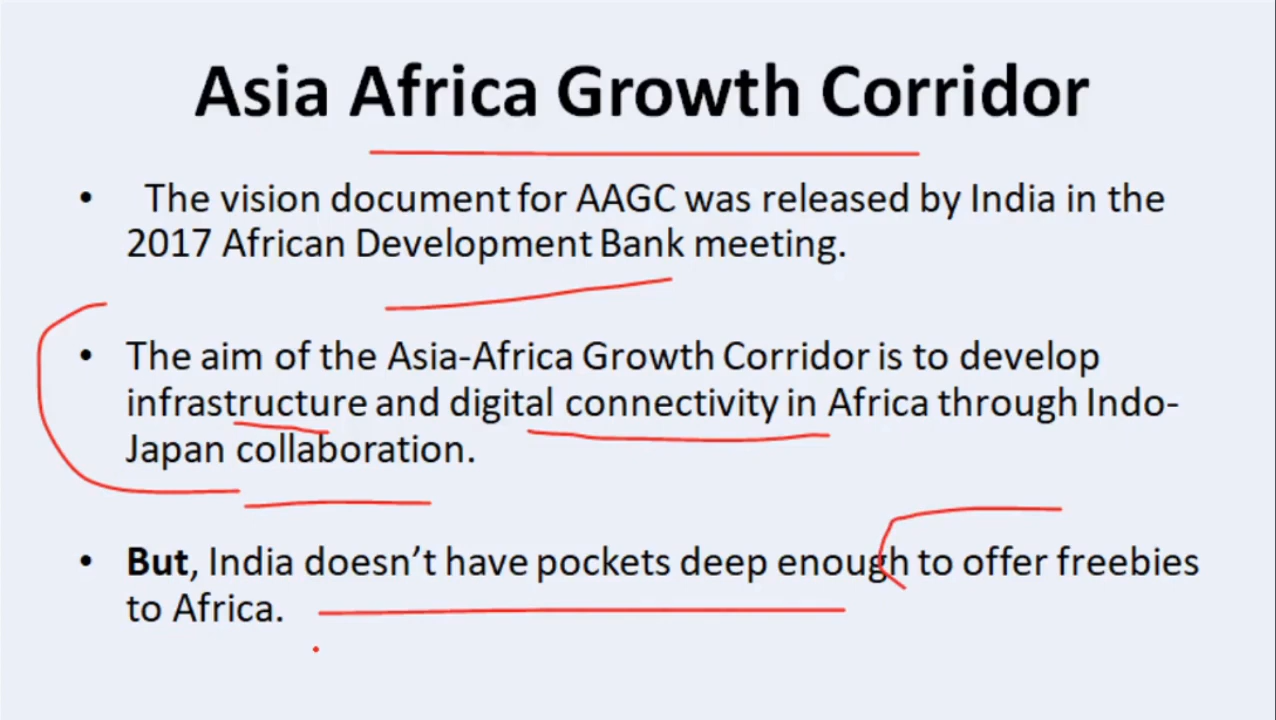 Asia Africa Growth Corridor
• The vision document for AAGC was released by India in the
2017 African Development Bank meeting.
• The aim of the Asia-Africa Growth Corridor is to develop
infrastructure and digital connectivity in Africa through Indo-
Japan collaboration.
• But, India doesn’t have pockets deep enough to offer freebies
to Africa.